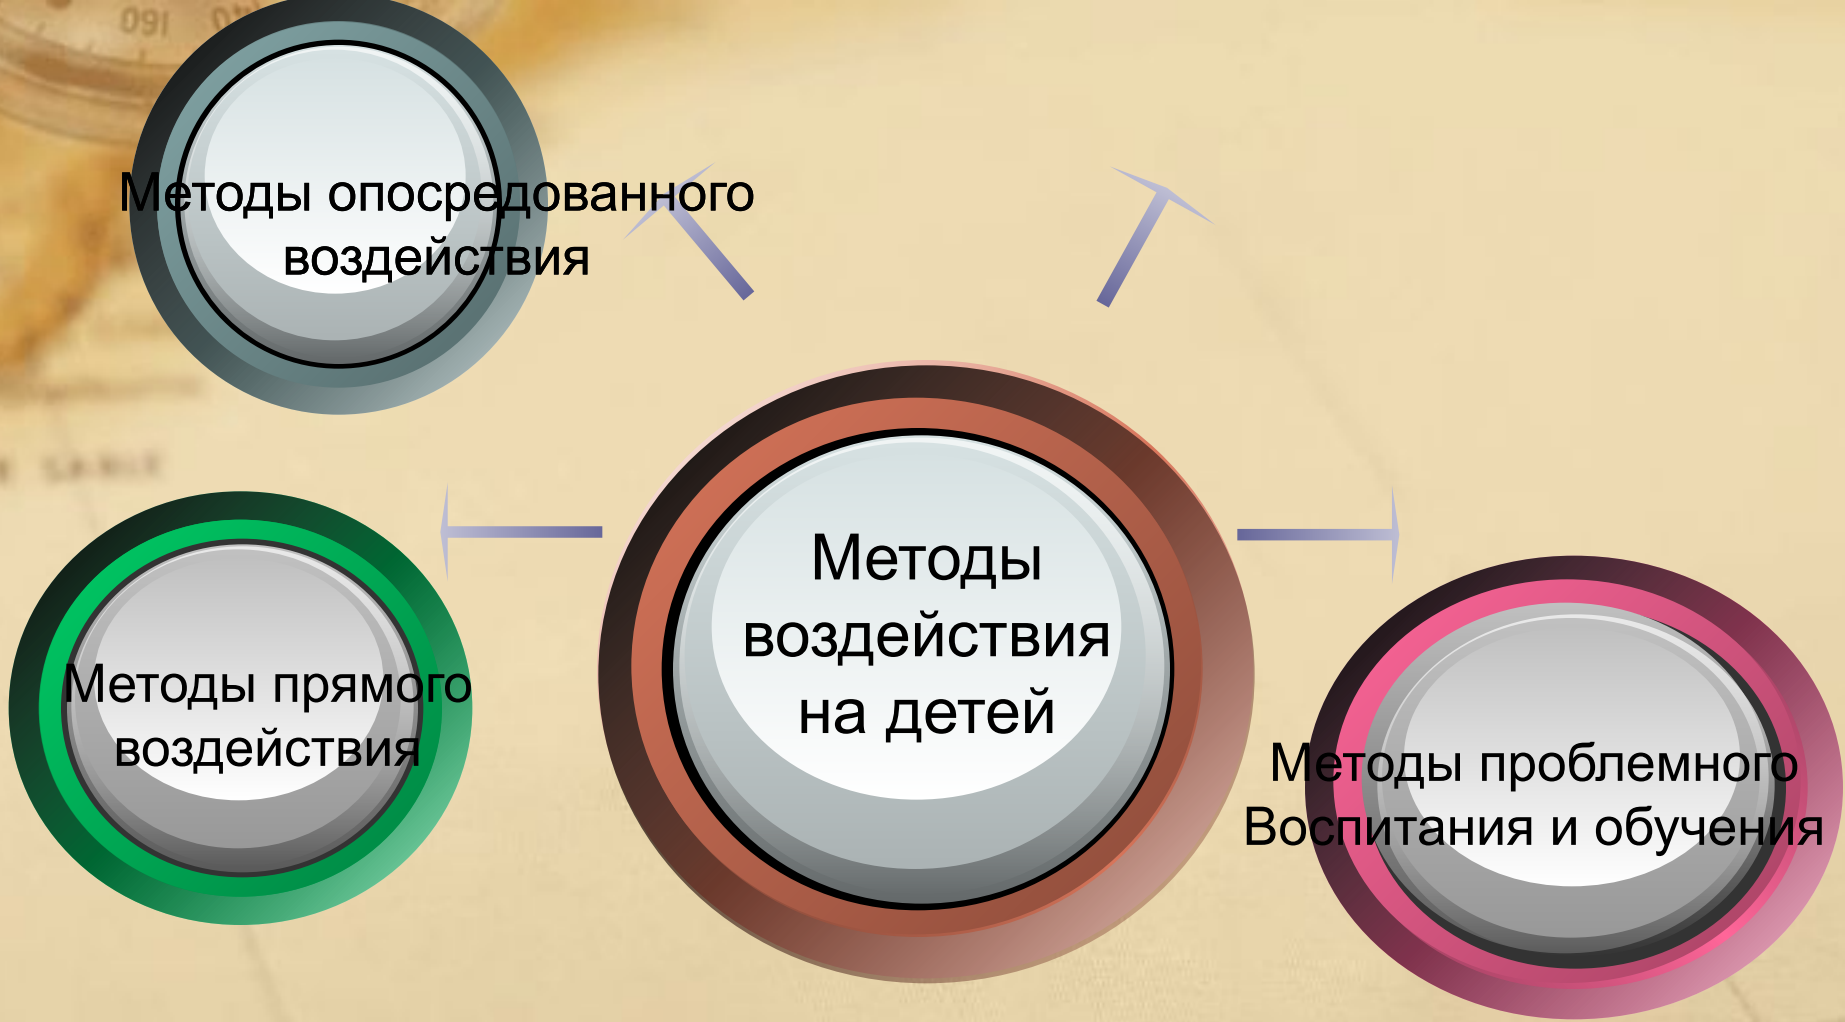 Методы опосредованного
воздействия
Методы прямого
воздействия
Методы
воздействия
на детей
Методы проблемного
Воспитания и обучения